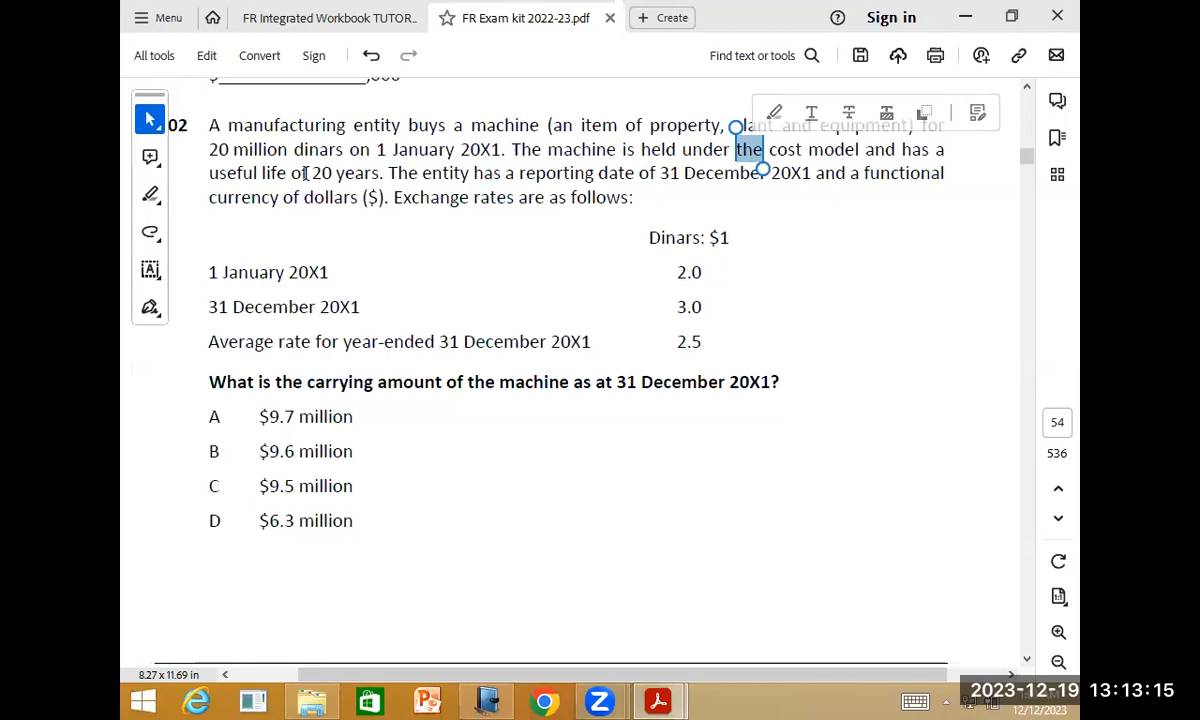 Menu
FR Integrated Workbook TUTOR..
FR Exam kit 2022-23.pdf
Create
Sign in
All tools
Edit
Convert
Sign
Find text or tools
02 A manufacturing entity buys a machine (an item of property, plant and equipment) for
20 million dinars on 1 January 20X1. The machine is held under the cost model and has a
useful life of 20 years. The entity has a reporting date of 31 December 20X1 and a functional
currency of dollars ($). Exchange rates are as follows:
Dinars: $1
1 January 20X1 2.0
31 December 20X1 3.0
Average rate for year-ended 31 December 20X1 2.5
What is the carrying amount of the machine as at 31 December 20X1?
A $9.7 million
B $9.6 million
C $9.5 million
D $6.3 million
54
536
8.27 x 11.69 in
2023-12-19 13:13:15
12/12/2023